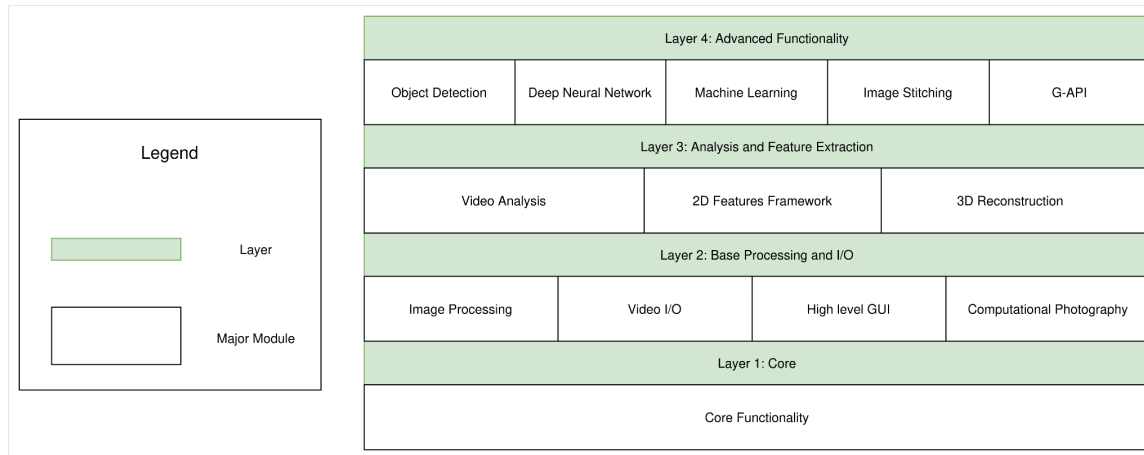 Legend
Layer
Major Module
Layer 4: Advanced Functionality
Object Detection
Deep Neural Network
Machine Learning
Image Stitching
G-API
Layer 3: Analysis and Feature Extraction
Video Analysis
2D Features Framework
3D Reconstruction
Layer 2: Base Processing and I/O
Image Processing
Video I/O
High level GUI
Computational Photography
Layer 1: Core
Core Functionality